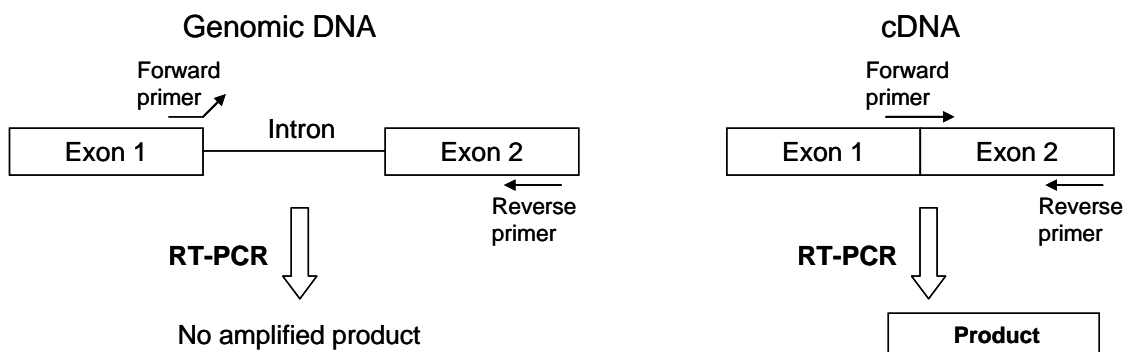 Genomic DNA
Forward
primer
Exon 1
Intron
Exon 2
Reverse
primer
RT-PCR
No amplified product
cDNA
Forward
primer
Exon 1
Exon 2
Reverse
primer
RT-PCR
Product